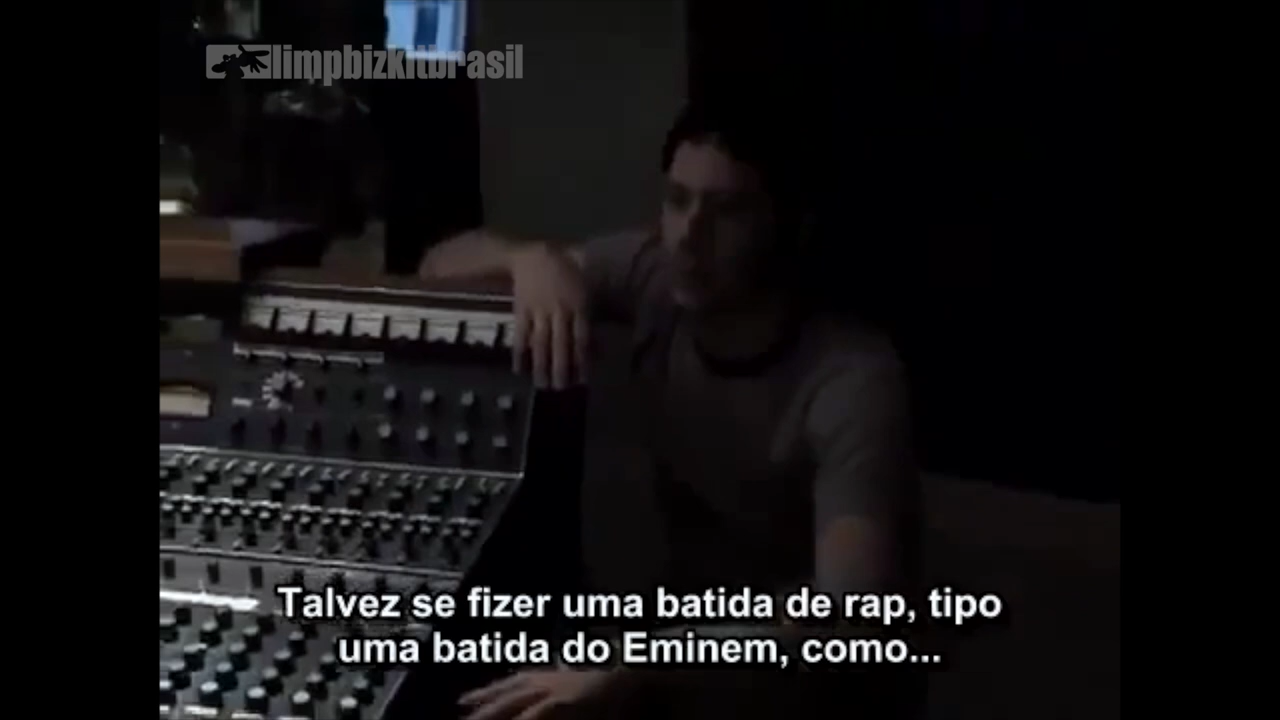 limpbizkitbrasil
Talvez se fizer uma batida de rap, tipo
uma batida do Eminem, como...